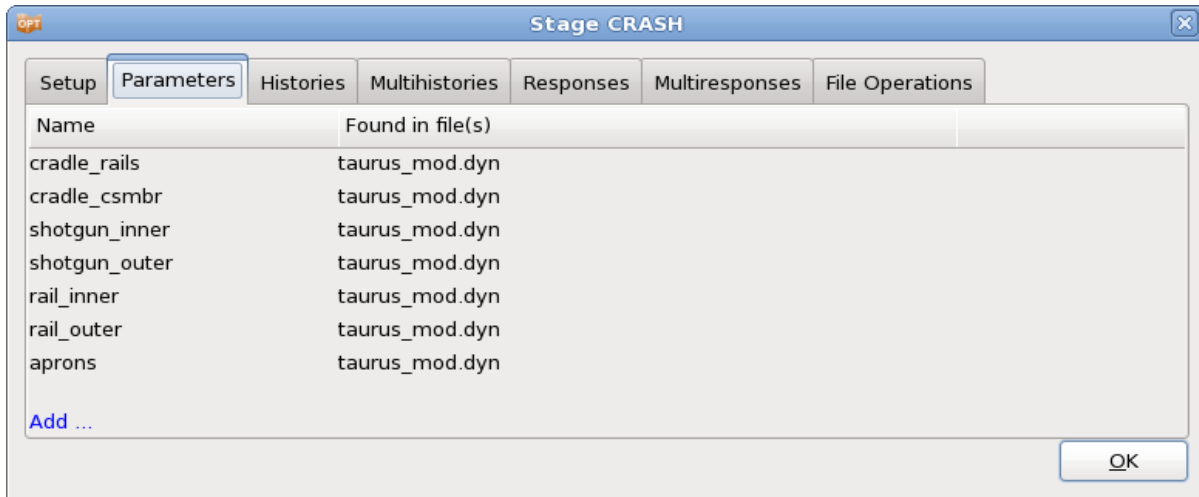 OPT Stage CRASH
Setup Parameters Histories Multihistories Responses Multiresponses File Operations
Name Found in file(s)
cradle_rails taurus_mod.dyn
cradle_csmbr taurus_mod.dyn
shotgun_inner taurus_mod.dyn
shotgun_outer taurus_mod.dyn
rail_inner taurus_mod.dyn
rail_outer taurus_mod.dyn
aprons taurus_mod.dyn
Add ...
OK